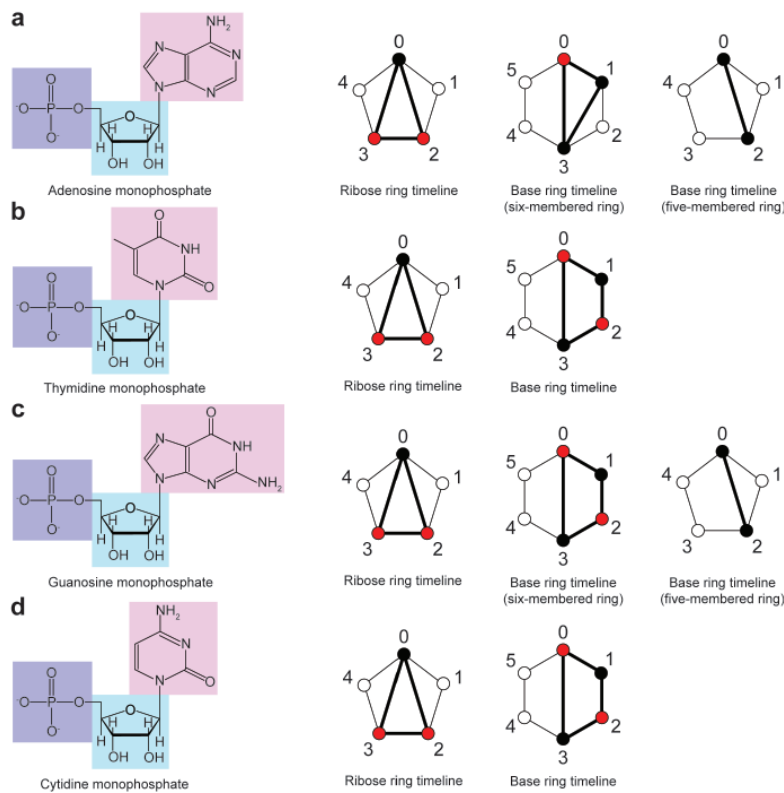 a
NH₂
N
N
N
N
O
⁻O
P
O
O⁻
O
H
H
H
H
OH
OH
Adenosine monophosphate
0
4
1
3
2
Ribose ring timeline
0
5
1
4
2
3
Base ring timeline
(six-membered ring)
0
4
1
3
2
Base ring timeline
(five-membered ring)
b
O
NH
N
O
O
⁻O
P
O
O⁻
O
H
H
H
H
OH
OH
Thymidine monophosphate
0
4
1
3
2
Ribose ring timeline
0
5
1
4
2
3
Base ring timeline
c
O
N
NH
N
N
NH₂
O
⁻O
P
O
O⁻
O
H
H
H
H
OH
OH
Guanosine monophosphate
0
4
1
3
2
Ribose ring timeline
0
5
1
4
2
3
Base ring timeline
(six-membered ring)
0
4
1
3
2
Base ring timeline
(five-membered ring)
d
NH₂
N
N
O
O
⁻O
P
O
O⁻
O
H
H
H
H
OH
OH
Cytidine monophosphate
0
4
1
3
2
Ribose ring timeline
0
5
1
4
2
3
Base ring timeline